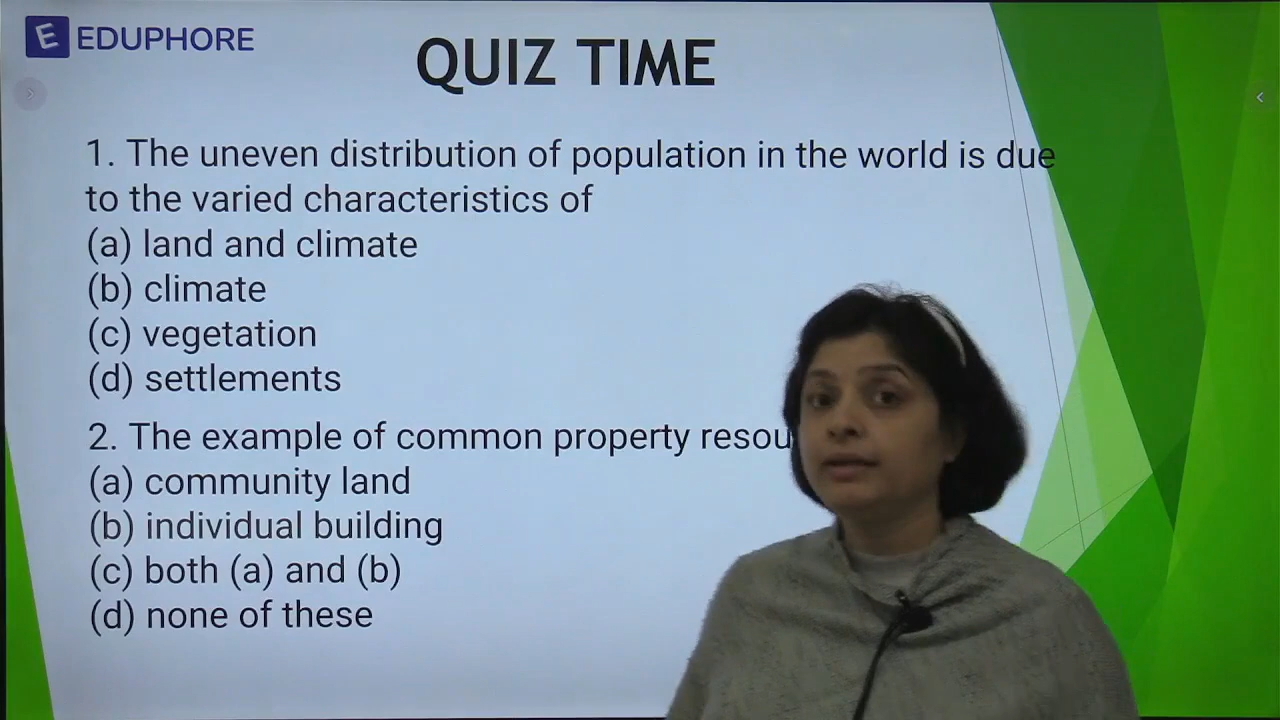 E EDUPHORE
QUIZ TIME
1. The uneven distribution of population in the world is due
to the varied characteristics of
(a) land and climate
(b) climate
(c) vegetation
(d) settlements
2. The example of common property
(a) community land
(b) individual building
(c) both (a) and (b)
(d) none of these